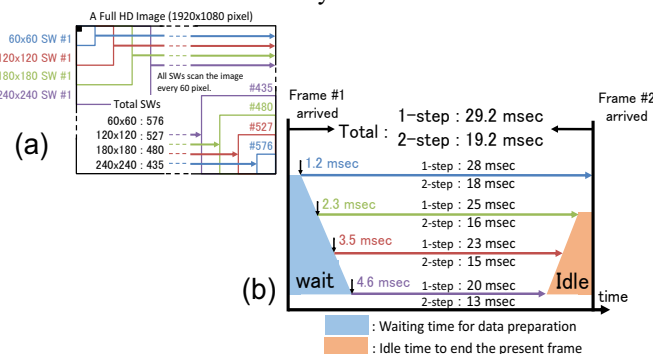 A Full HD Image (1920x1080 pixel)
60x60 SW #1
120x120 SW #1
180x180 SW #1
240x240 SW #1
All SWs scan the image
every 60 pixel.
Total SWs
60x60 : 576
120x120 : 527
180x180 : 480
240x240 : 435
#435
#480
#527
#576
(a)
Frame #1
arrived
Frame #2
arrived
Total :
1-step : 29.2 msec
2-step : 19.2 msec
1.2 msec
1-step : 28 msec
2-step : 18 msec
2.3 msec
1-step : 25 msec
2-step : 16 msec
3.5 msec
1-step : 23 msec
2-step : 15 msec
4.6 msec
1-step : 20 msec
2-step : 13 msec
wait
Idle
time
(b)
: Waiting time for data preparation
: Idle time to end the present frame